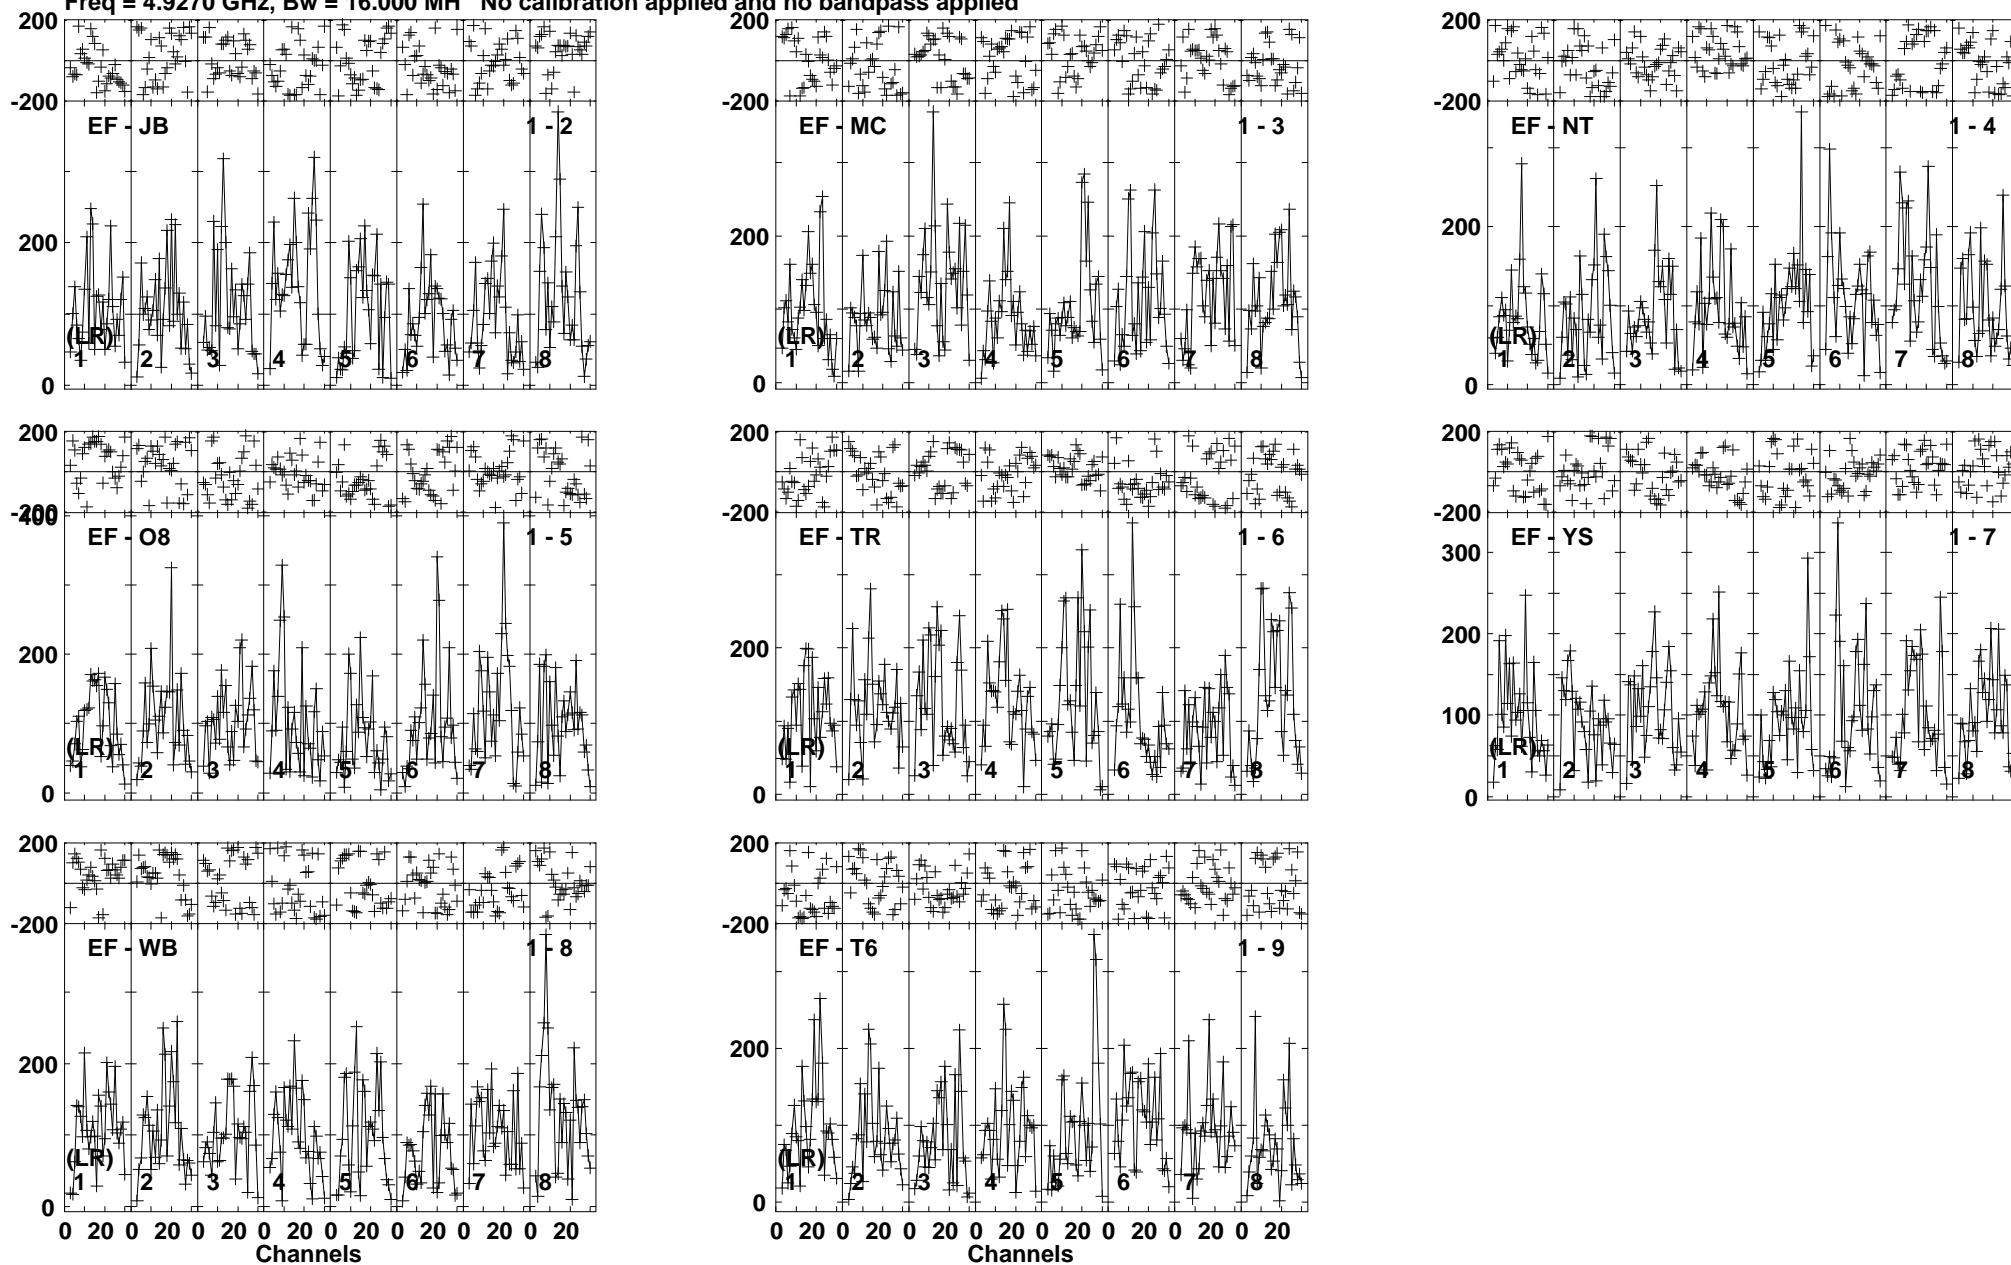 Freq = 4.9270 GHz, Bw = 16.000 MH No calibration applied and no bandpass applied
200 200 200
-200 -200 -200
EF - JB 1 - 2 EF - MC 1 - 3 EF - NT 1 - 4
200 200 200
(LR) (LR) (LR)
1 2 3 4 5 6 7 8 1 2 3 4 5 6 7 8 1 2 3 4 5 6 7 8
0 0 0
200 200 200
-200 -200 -200
400
EF - O8 1 - 5 EF - TR 1 - 6 EF - YS 1 - 7
300
200 200 200
100
(LR) (LR) (LR)
1 2 3 4 5 6 7 8 1 2 3 4 5 6 7 8 1 2 3 4 5 6 7 8
0 0 0
200 200
-200 -200
EF - WB 1 - 8 EF - T6 1 - 9
200 200
(LR) (LR)
1 2 3 4 5 6 7 8 1 2 3 4 5 6 7 8
0 0
0 20 0 20 0 20 0 20 0 20 0 20 0 20 0 20 0 20 0 20 0 20 0 20 0 20 0 20 0 20 0 20
Channels Channels